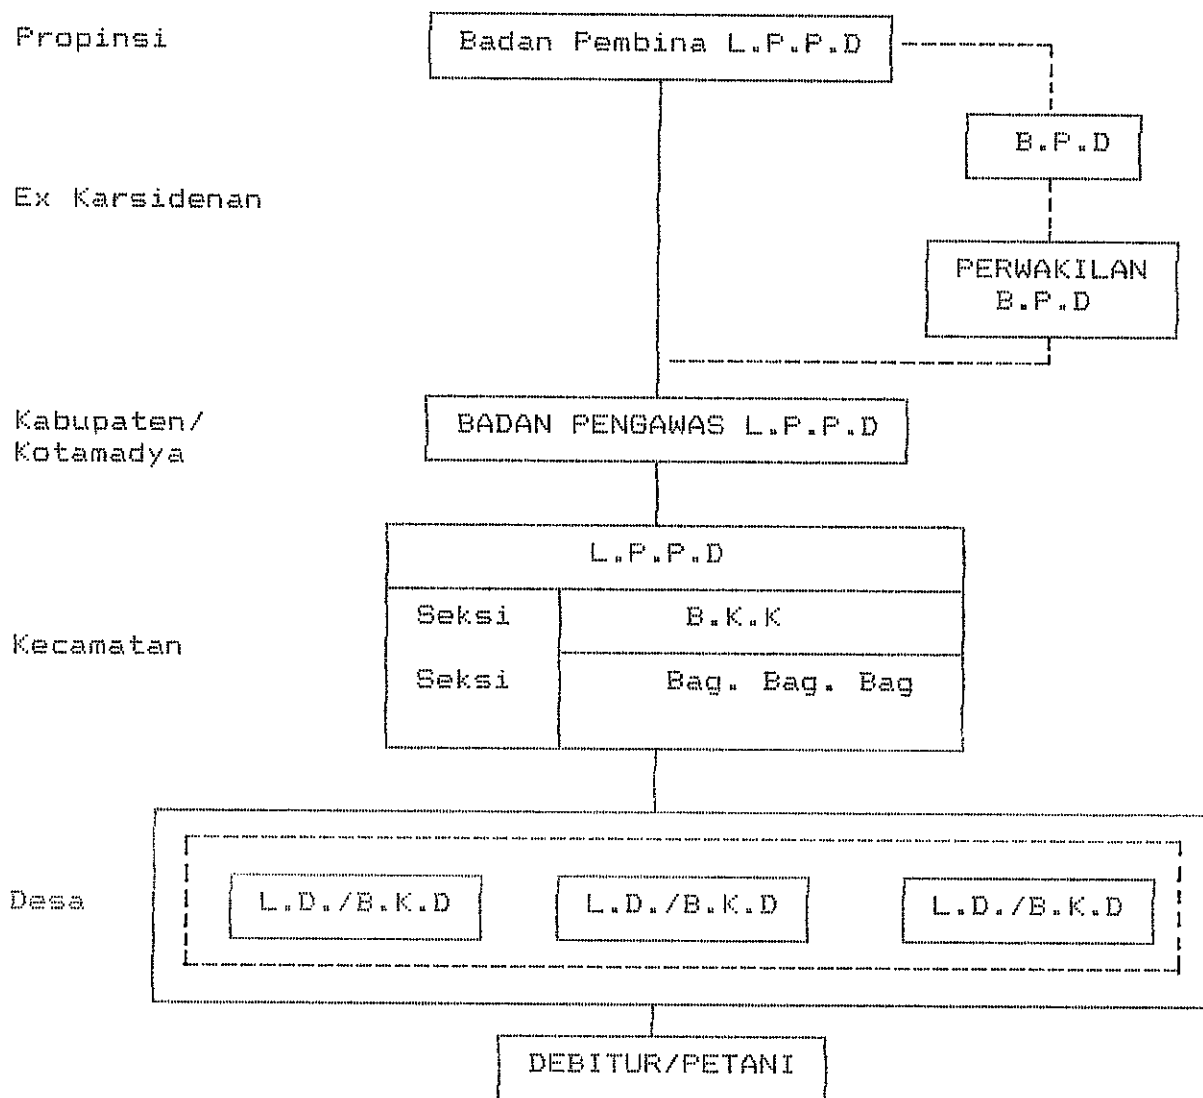 Propinsi
Badan Pembina L.P.P.D
B.P.D
Ex Karsidenan
PERWAKILAN
B.P.D
Kabupaten/
Kotamadya
BADAN PENGAWAS L.P.P.D
L.P.P.D
Seksi B.K.K
Kecamatan
Seksi Bag. Bag. Bag
Desa
L.D./B.K.D L.D./B.K.D L.D./B.K.D
DEBITUR/PETANI